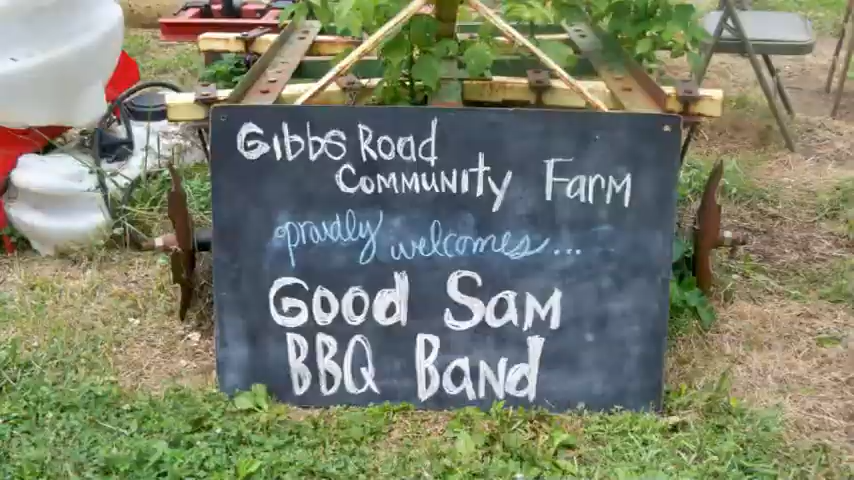 Gibbs Road
Community Farm
proudly welcomes...
Good Sam
BBQ Band